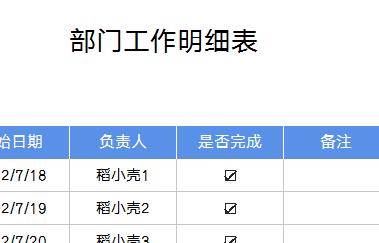 部门工作明细表
始日期 负责人 是否完成 备注
2/7/18 稻小壳1 ☑
2/7/19 稻小壳2 ☑
2/7/20 稻小壳3 ☑